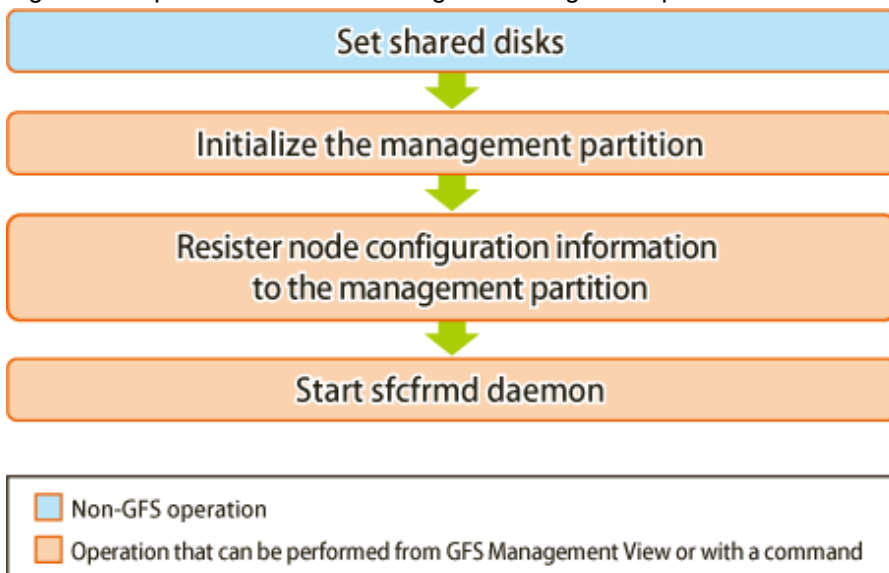 Set shared disks
Initialize the management partition
Resister node configuration information
to the management partition
Start sfcfrmd daemon
Non-GFS operation
Operation that can be performed from GFS Management View or with a command